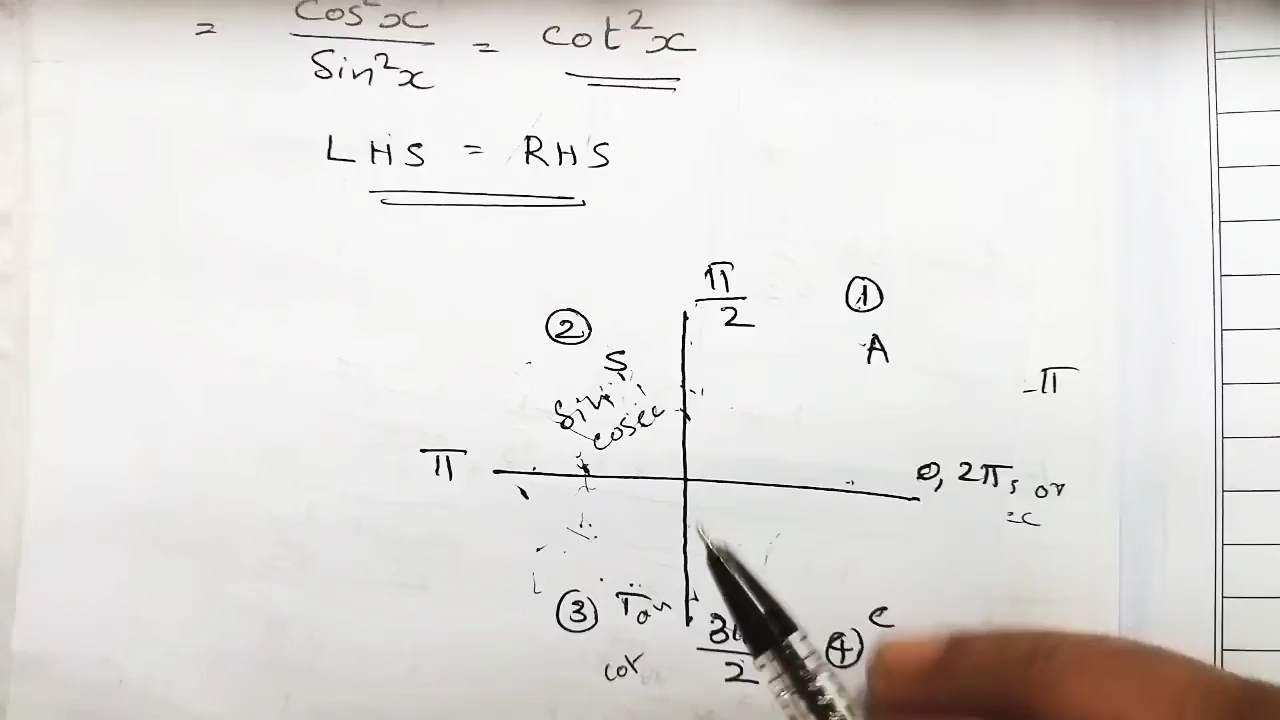 = Cos²x / Sin²x = cot²x
LHS = RHS
π/2
①
②
A
S
-π
Sin
cosec
π
0, 2π, or
③ Tan
3π/2
④ C
cot